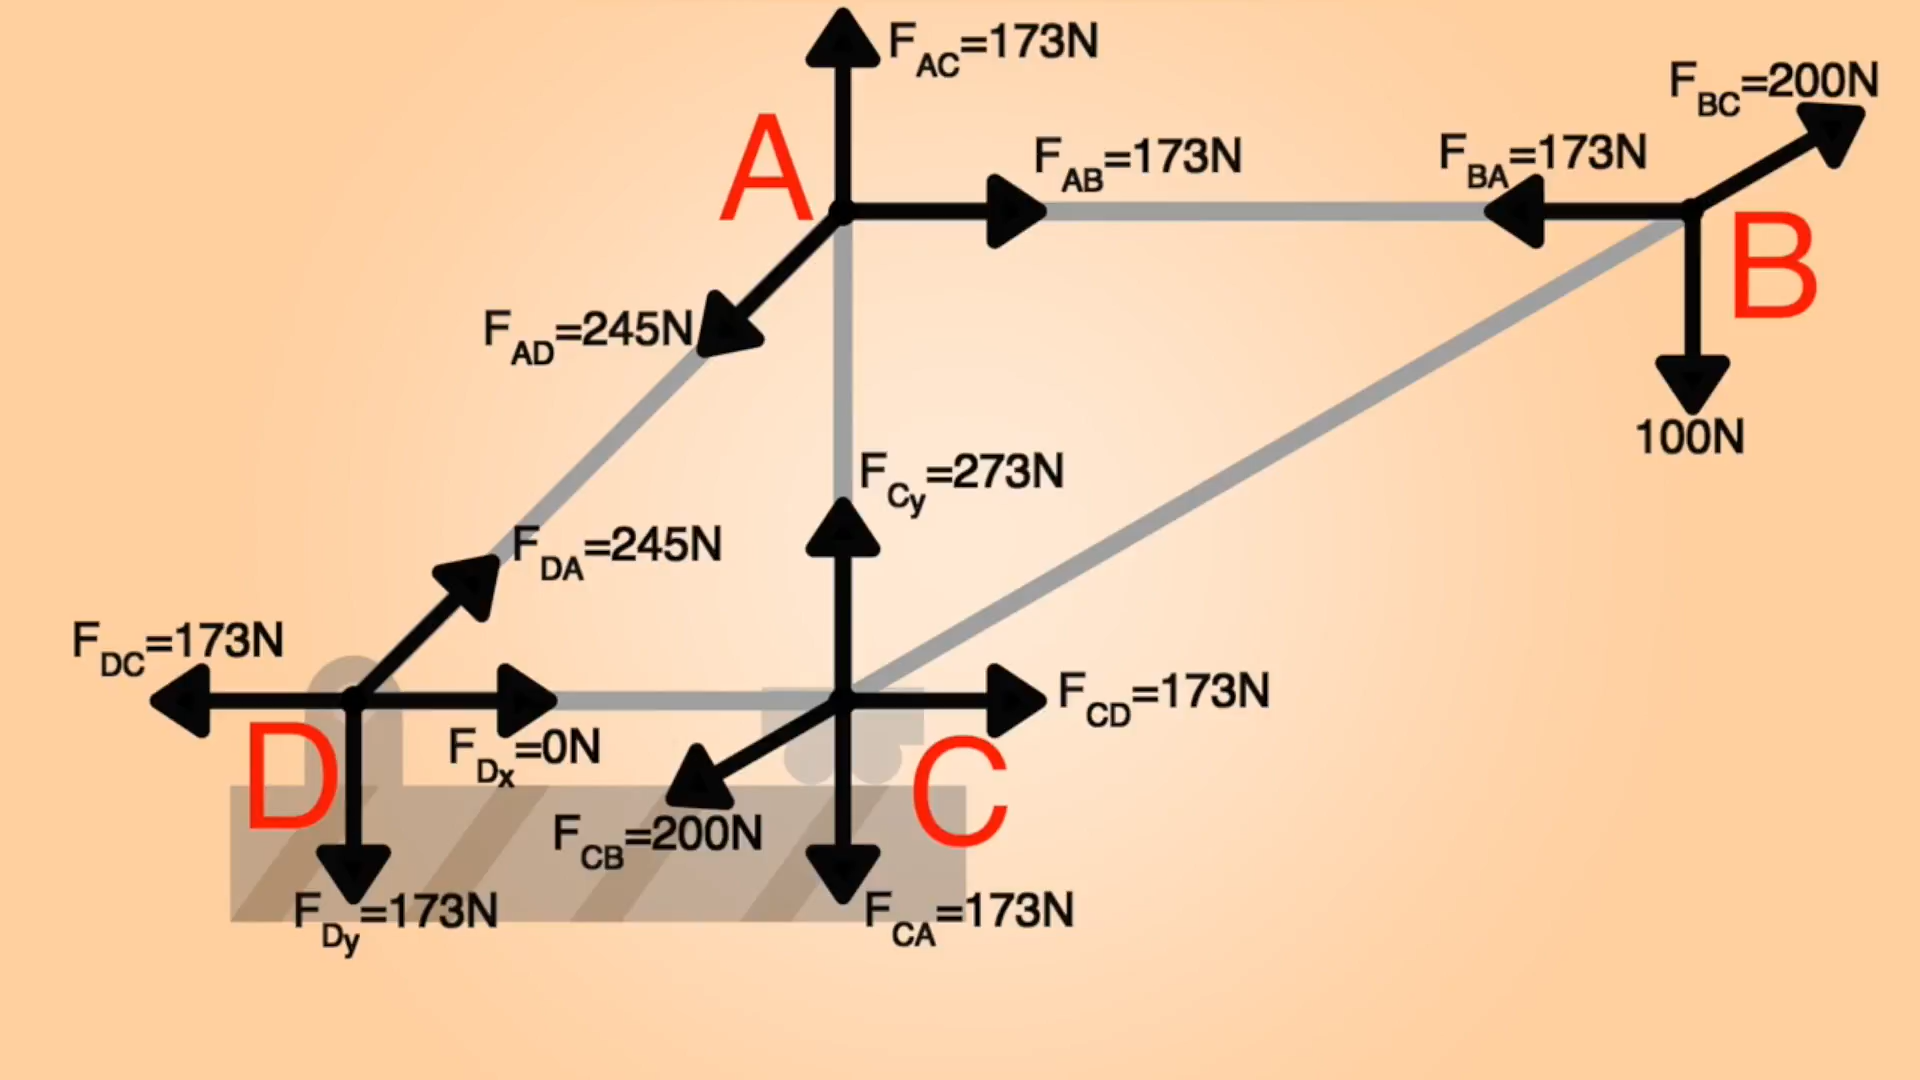 F_AC=173N
F_BC=200N
A
F_AB=173N
F_BA=173N
B
F_AD=245N
100N
F_Cy=273N
F_DA=245N
F_DC=173N
F_CD=173N
D
F_Dx=0N
C
F_CB=200N
F_Dy=173N
F_CA=173N